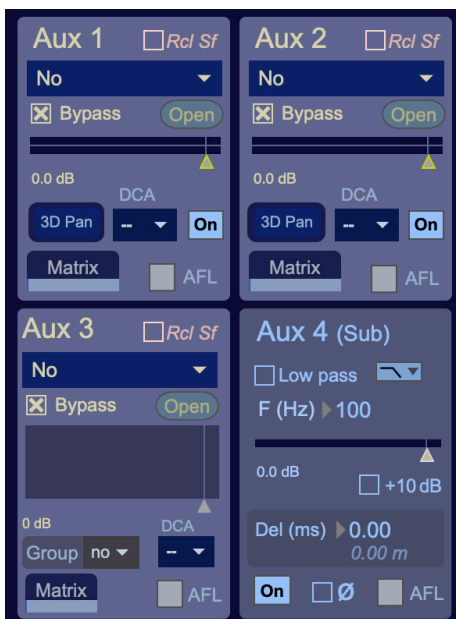 Aux 1 Rcl Sf
No
Bypass Open
0.0 dB
DCA
3D Pan -- On
Matrix AFL
Aux 2 Rcl Sf
No
Bypass Open
0.0 dB
DCA
3D Pan -- On
Matrix AFL
Aux 3 Rcl Sf
No
Bypass Open
0 dB DCA
Group no --
Matrix AFL
Aux 4 (Sub)
Low pass
F (Hz) 100
0.0 dB
+10 dB
Del (ms) 0.00
0.00 m
On Ø AFL